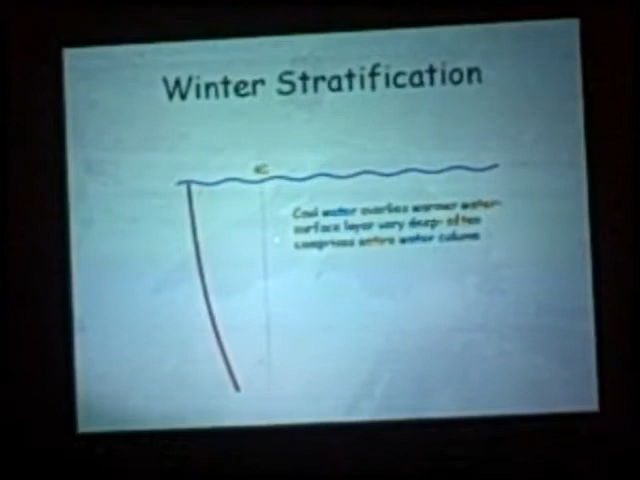 Winter Stratification
Cool water overlies warmer water-
surface layer very deep- often
comprises entire water column